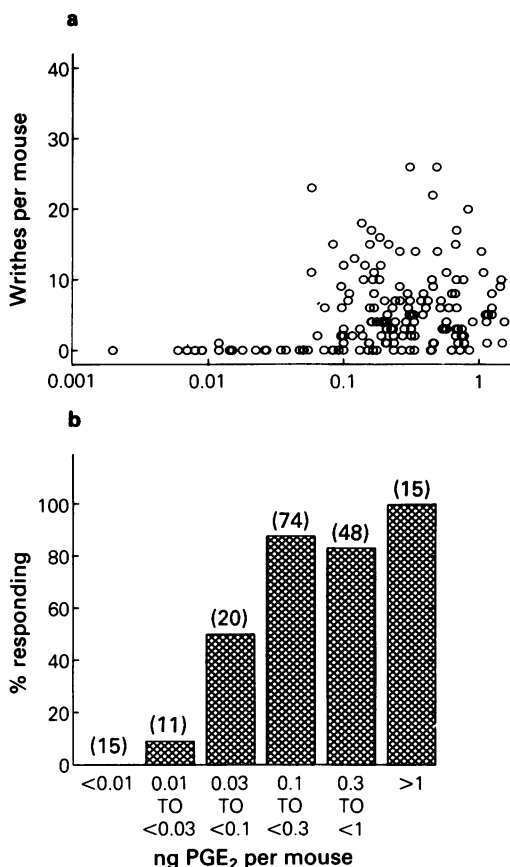 a
Writhes per mouse
40
30
20
10
0
0.001 0.01 0.1 1
b
% responding
100
80
60
40
20
0
(15) (11) (20) (74) (48) (15)
<0.01 0.01 0.03 0.1 0.3 >1
TO TO TO TO
<0.03 <0.1 <0.3 <1
ng PGE₂ per mouse